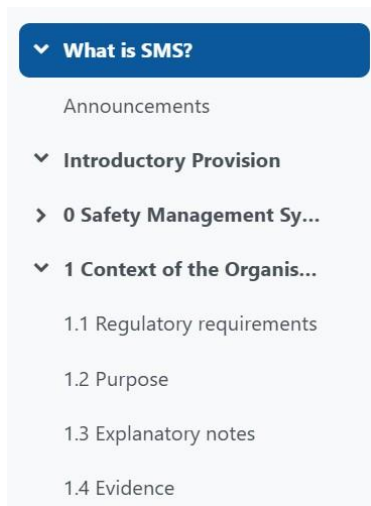 What is SMS?
Announcements
Introductory Provision
0 Safety Management Sy...
1 Context of the Organis...
1.1 Regulatory requirements
1.2 Purpose
1.3 Explanatory notes
1.4 Evidence